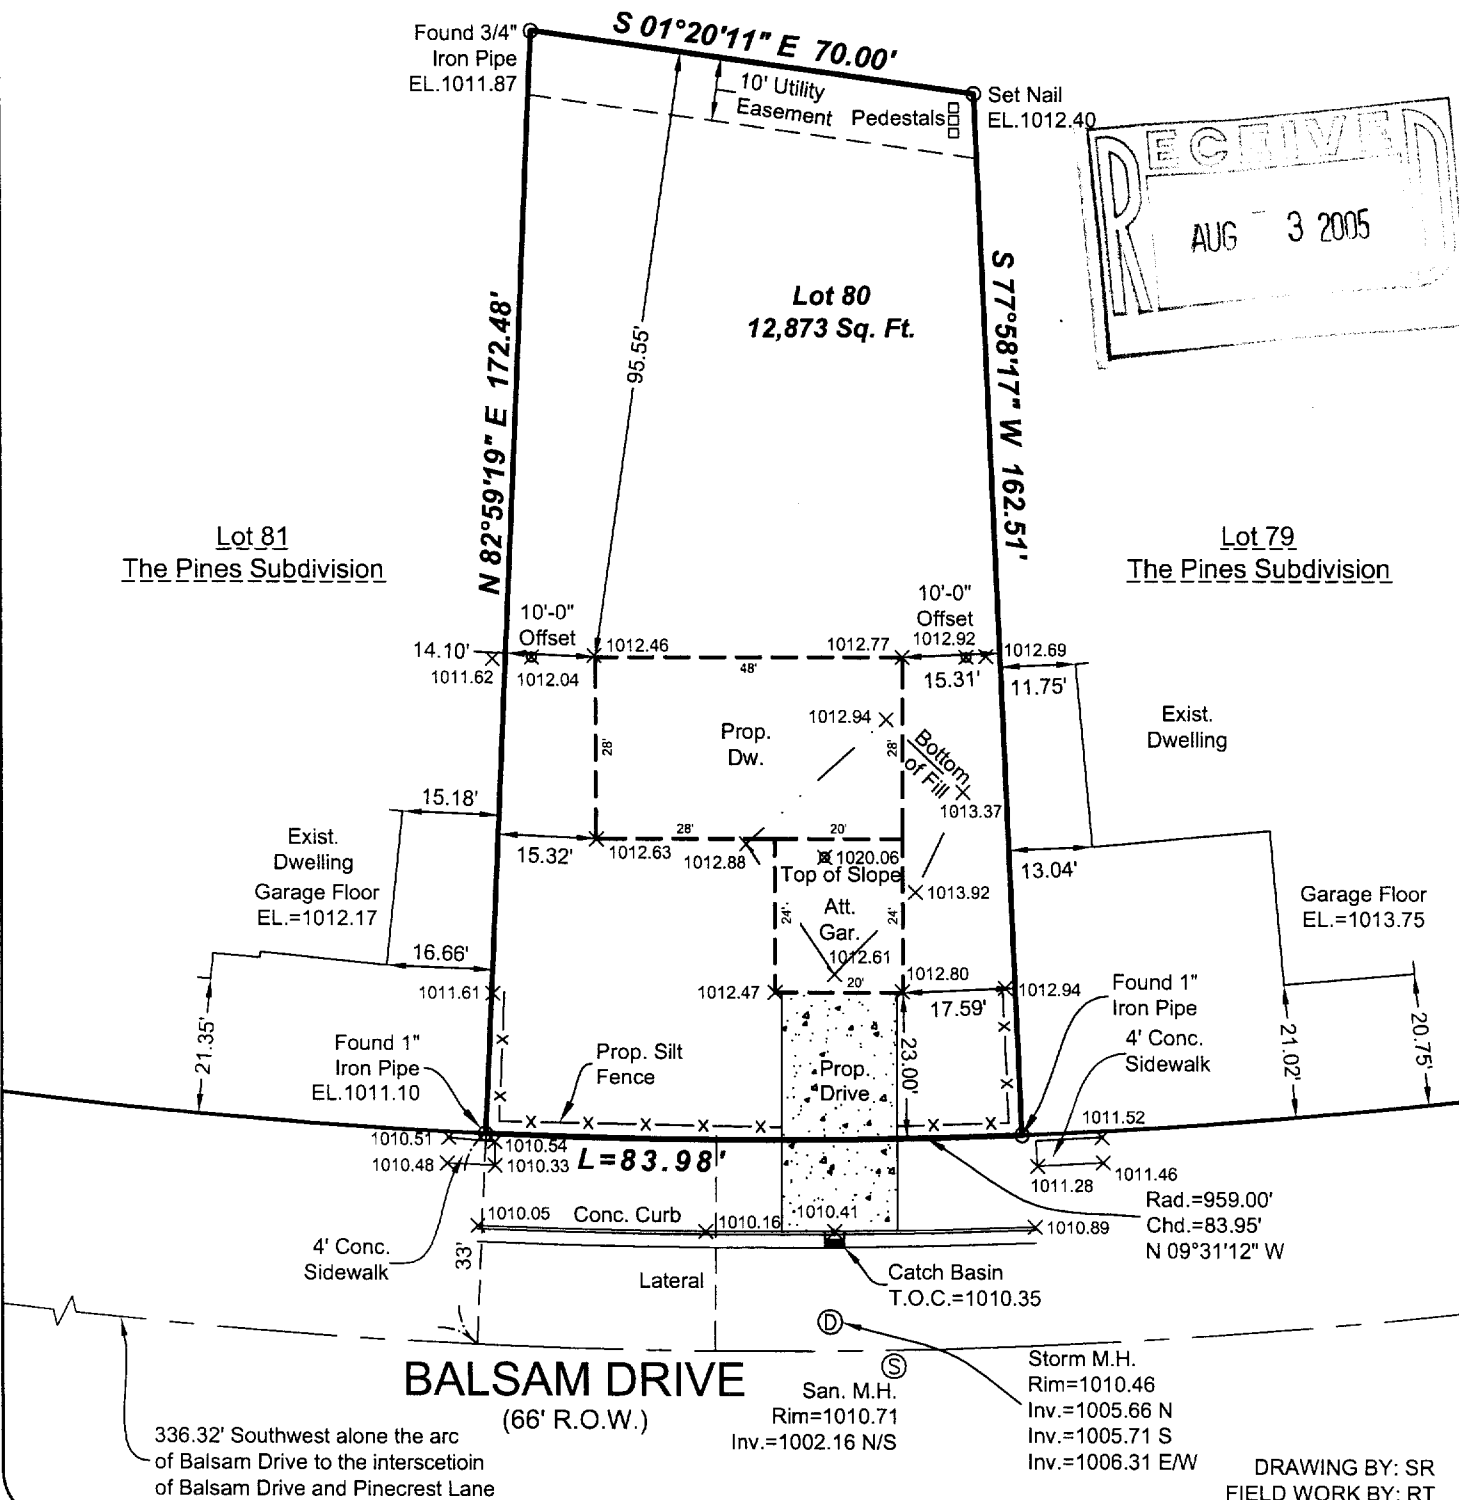 Found 3/4"
Iron Pipe
EL.1011.87
S 01°20'11" E 70.00'
10' Utility
Easement
Pedestals
Set Nail
EL.1012.40
RECEIVED
AUG - 3 2005
Lot 80
12,873 Sq. Ft.
95.55'
N 82°59'19" E 172.48'
S 77°58'17" W 162.51'
Lot 81
The Pines Subdivision
Lot 79
The Pines Subdivision
10'-0"
Offset
10'-0"
Offset
14.10'
1011.62
1012.04
1012.46
48'
1012.77
1012.92
1012.69
15.31'
11.75'
Prop.
Dw.
28'
28'
1012.94
Bottom
of Fill
1013.37
Exist.
Dwelling
15.18'
15.32'
1012.63
28'
1012.88
20'
1020.06
Top of Slope
13.04'
Exist.
Dwelling
Garage Floor
EL.=1012.17
Att.
Gar.
24'
24'
1013.92
1012.61
Garage Floor
EL.=1013.75
16.66'
1011.61
1012.47
20'
1012.80
17.59'
1012.94
Found 1"
Iron Pipe
4' Conc.
Sidewalk
21.35'
Found 1"
Iron Pipe
EL.1011.10
Prop. Silt
Fence
Prop.
Drive
23.00'
21.02'
20.75'
1010.51
1010.54
1010.48
1010.33
L=83.98'
1011.52
1011.28
1011.46
1010.05
Conc. Curb
1010.16
1010.41
1010.89
Rad.=959.00'
Chd.=83.95'
N 09°31'12" W
4' Conc.
Sidewalk
33'
Lateral
Catch Basin
T.O.C.=1010.35
D
S
BALSAM DRIVE
(66' R.O.W.)
San. M.H.
Rim=1010.71
Inv.=1002.16 N/S
Storm M.H.
Rim=1010.46
Inv.=1005.66 N
Inv.=1005.71 S
Inv.=1006.31 E/W
336.32' Southwest alone the arc
of Balsam Drive to the interscetioin
of Balsam Drive and Pinecrest Lane
DRAWING BY: SR
FIELD WORK BY: RT